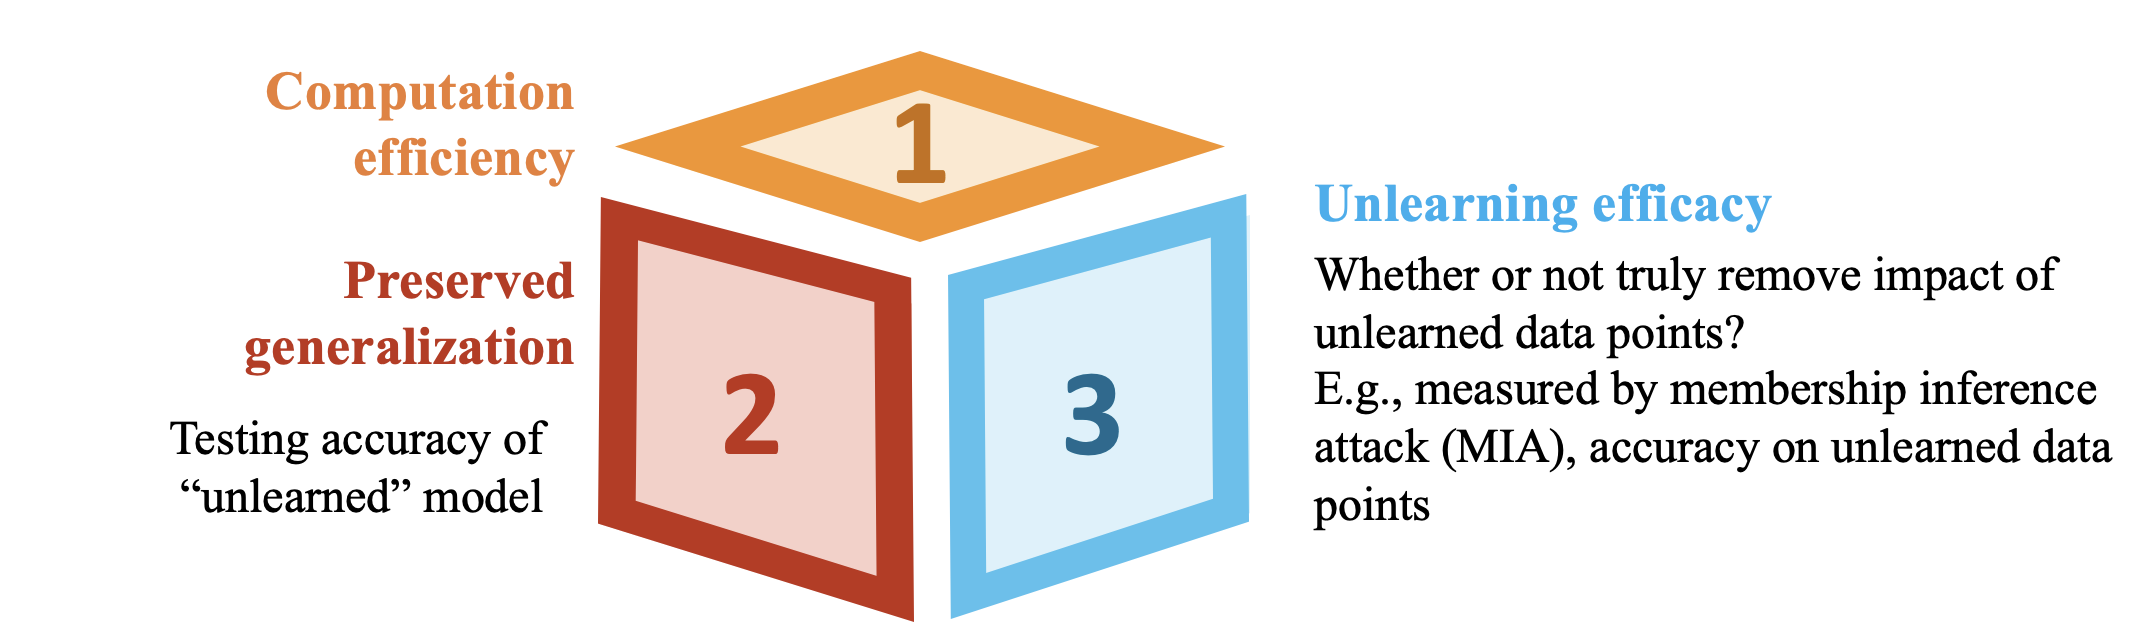 Computation
efficiency
1
Preserved
generalization
Testing accuracy of
“unlearned” model
2
3
Unlearning efficacy
Whether or not truly remove impact of
unlearned data points?
E.g., measured by membership inference
attack (MIA), accuracy on unlearned data
points